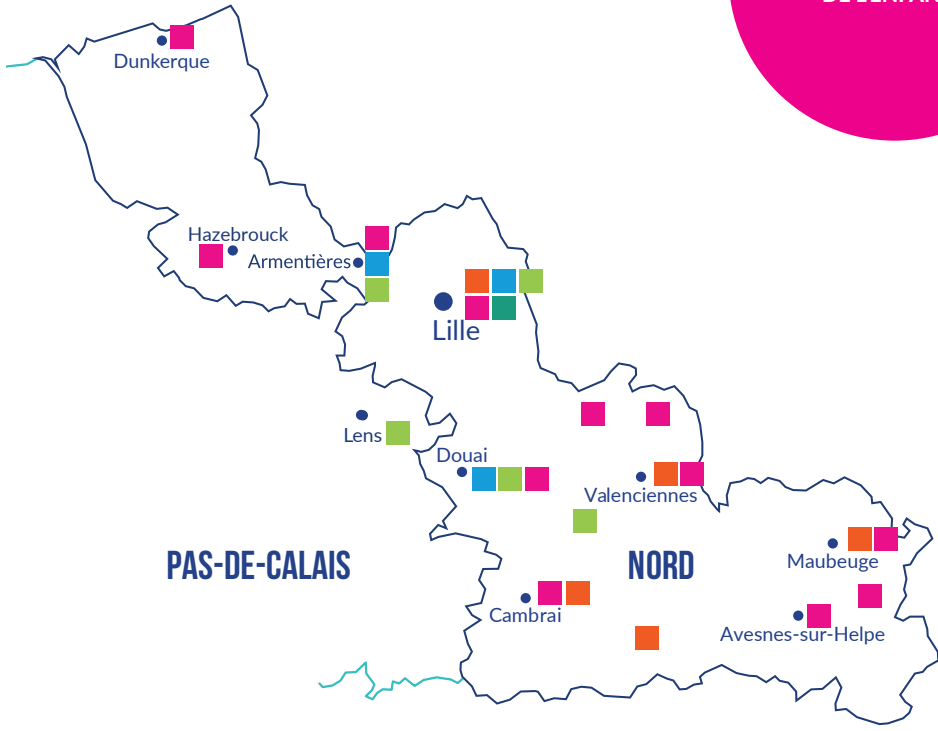 Dunkerque
Hazebrouck
Armentières
Lille
Lens
Douai
Valenciennes
PAS-DE-CALAIS
NORD
Maubeuge
Cambrai
Avesnes-sur-Helpe